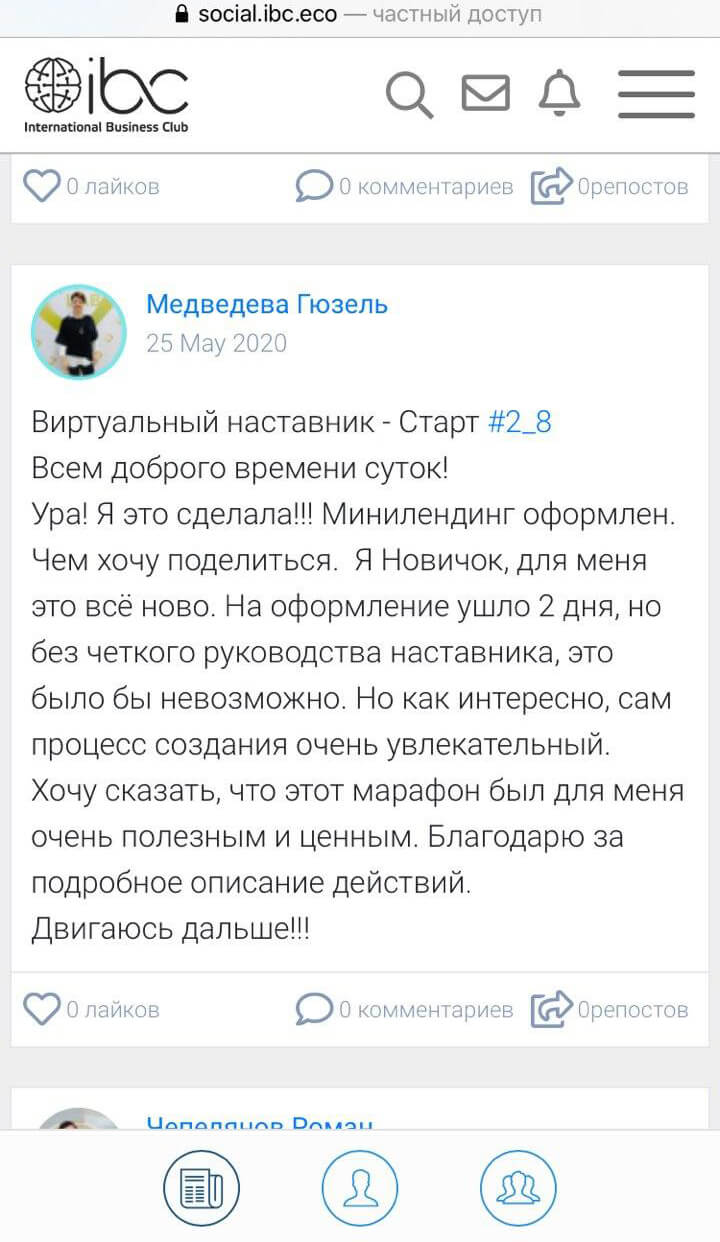 social.ibc.eco — частный доступ
ibc
International Business Club
0 лайков 0 комментариев 0репостов
Медведева Гюзель
25 May 2020
Виртуальный наставник - Старт #2_8
Всем доброго времени суток!
Ура! Я это сделала!!! Минилендинг оформлен.
Чем хочу поделиться. Я Новичок, для меня
это всё ново. На оформление ушло 2 дня, но
без четкого руководства наставника, это
было бы невозможно. Но как интересно, сам
процесс создания очень увлекательный.
Хочу сказать, что этот марафон был для меня
очень полезным и ценным. Благодарю за
подробное описание действий.
Двигаюсь дальше!!!
0 лайков 0 комментариев 0репостов
Роман